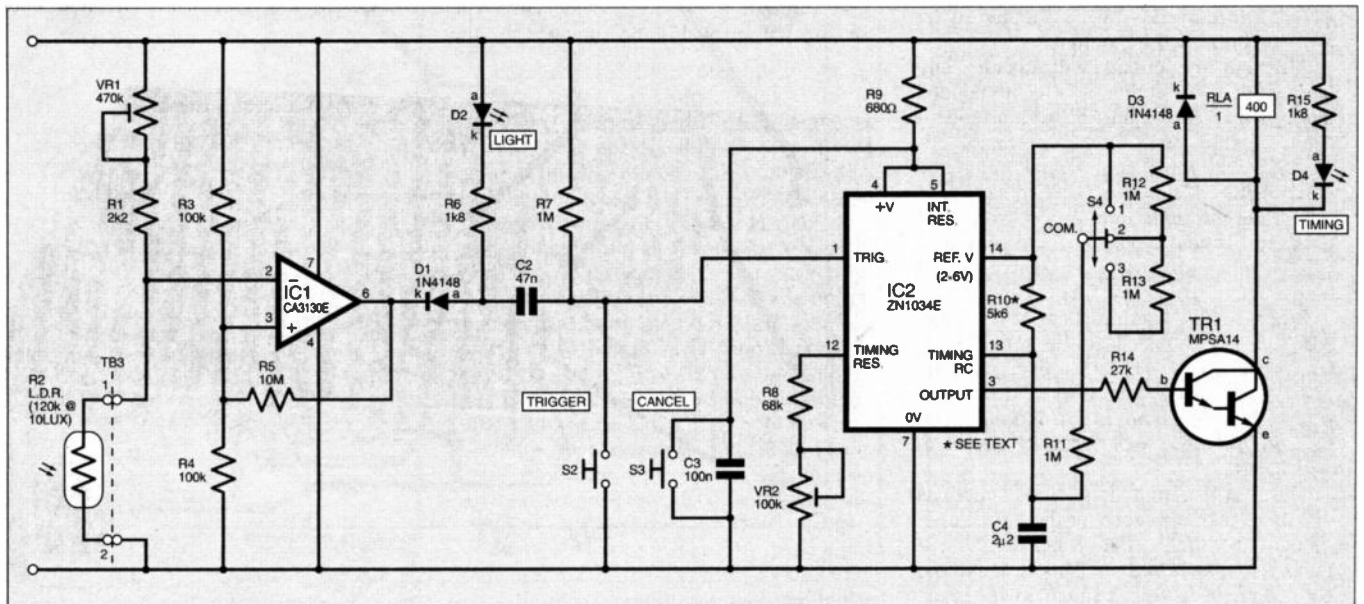 VR1
470k
R1
2k2
R3
100k
7
2
–
IC1
CA3130E
6
3
+
4
R5
10M
R2
L.D.R.
(120k @
10LUX)
TB3
1
2
R4
100k
a
D2
k
LIGHT
R6
1k8
R7
1M
D1
1N4148
k
a
C2
47n
TRIGGER
CANCEL
S2
S3
C3
100n
R9
680Ω
4
5
+V
INT.
RES.
1
TRIG
REF. V
14
(2·6V)
IC2
ZN1034E
12
TIMING
RES
TIMING
RC
13
OUTPUT
3
0V
7
* SEE TEXT
R8
68k
VR2
100k
R10*
5k6
R11
1M
C4
2µ2
S4
1
COM.
2
3
R12
1M
R13
1M
D3
1N4148
k
a
RLA
1
400
R15
1k8
a
D4
k
TIMING
TR1
MPSA14
R14
27k
b
c
e